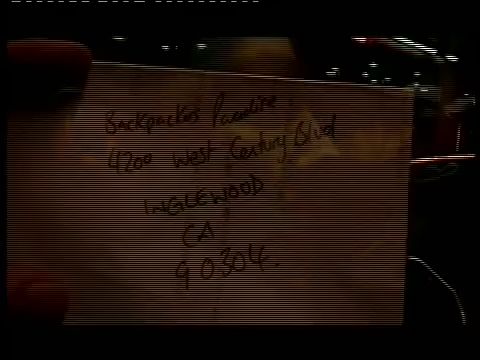 Backpackers Paradise
4200 West Century Blvd
INGLEWOOD
CA
90304.